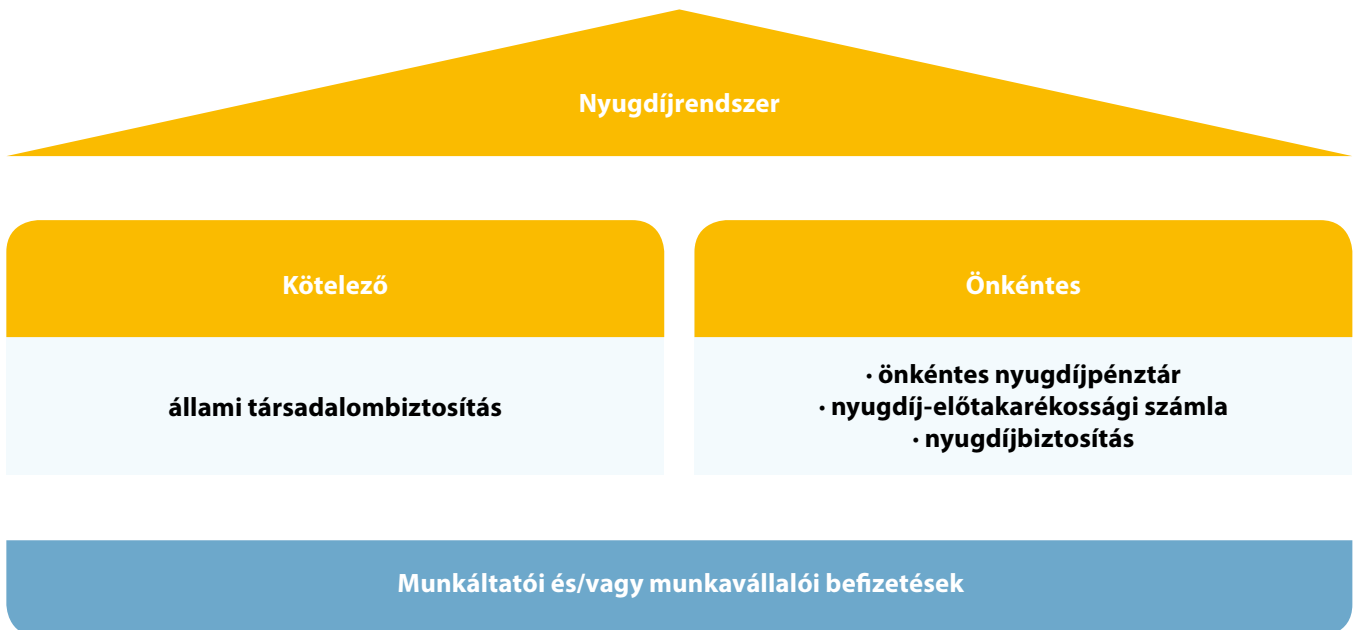 Nyugdíjrendszer
Kötelező
Önkéntes
állami társadalombiztosítás
· önkéntes nyugdíjpénztár
· nyugdíj-előtakarékossági számla
· nyugdíjbiztosítás
Munkáltatói és/vagy munkavállalói befizetések